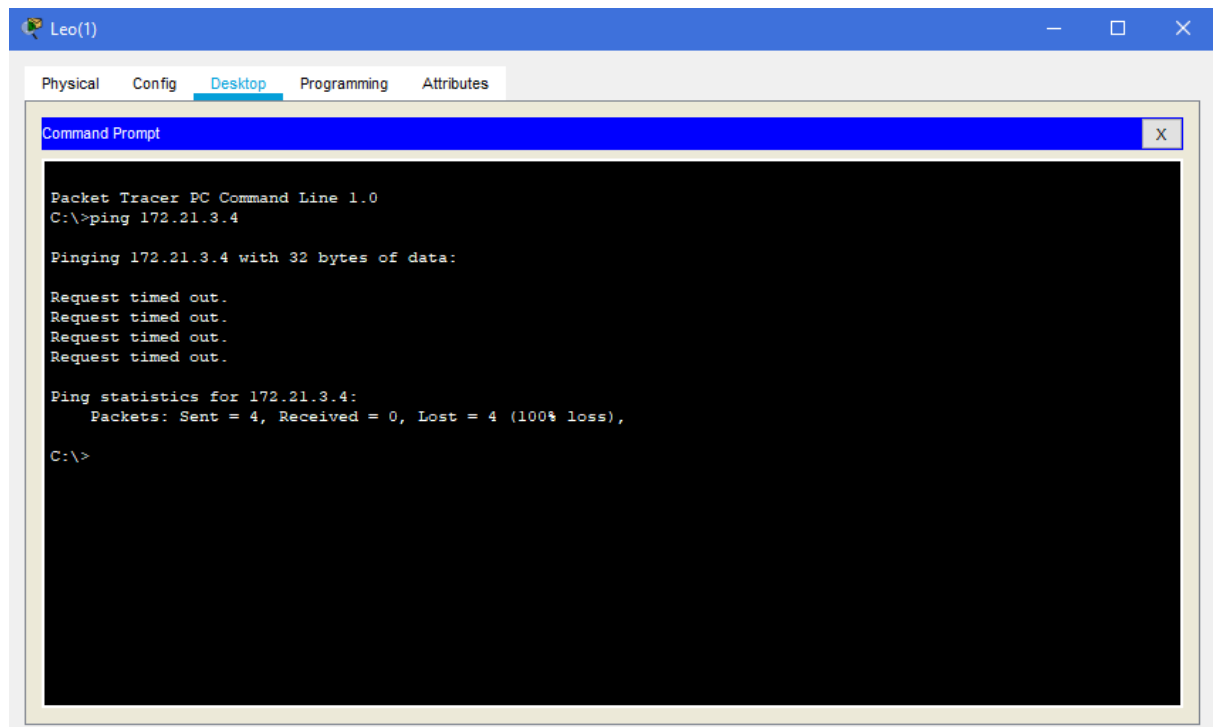 Leo(1)
Physical Config Desktop Programming Attributes
Command Prompt X
Packet Tracer PC Command Line 1.0
C:\>ping 172.21.3.4
Pinging 172.21.3.4 with 32 bytes of data:
Request timed out.
Request timed out.
Request timed out.
Request timed out.
Ping statistics for 172.21.3.4:
Packets: Sent = 4, Received = 0, Lost = 4 (100% loss),
C:\>